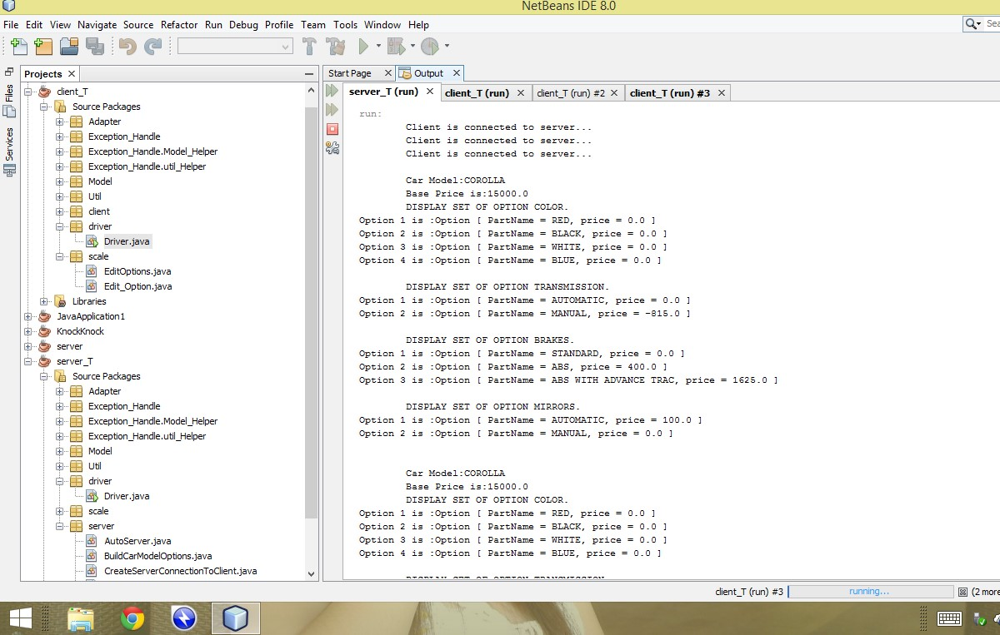 NetBeans IDE 8.0
File Edit View Navigate Source Refactor Run Debug Profile Team Tools Window Help
Projects
Files
Services
client_T
Source Packages
Adapter
Exception_Handle
Exception_Handle.Model_Helper
Exception_Handle.util_Helper
Model
Util
client
driver
Driver.java
scale
EditOptions.java
Edit_Option.java
Libraries
JavaApplication1
KnockKnock
server
server_T
Source Packages
Adapter
Exception_Handle
Exception_Handle.Model_Helper
Exception_Handle.util_Helper
Model
Util
driver
Driver.java
scale
server
AutoServer.java
BuildCarModelOptions.java
CreateServerConnectionToClient.java
Start Page Output
server_T (run) client_T (run) client_T (run) #2 client_T (run) #3
run:
Client is connected to server...
Client is connected to server...
Client is connected to server...
Car Model:COROLLA
Base Price is:15000.0
DISPLAY SET OF OPTION COLOR.
Option 1 is :Option [ PartName = RED, price = 0.0 ]
Option 2 is :Option [ PartName = BLACK, price = 0.0 ]
Option 3 is :Option [ PartName = WHITE, price = 0.0 ]
Option 4 is :Option [ PartName = BLUE, price = 0.0 ]
DISPLAY SET OF OPTION TRANSMISSION.
Option 1 is :Option [ PartName = AUTOMATIC, price = 0.0 ]
Option 2 is :Option [ PartName = MANUAL, price = -815.0 ]
DISPLAY SET OF OPTION BRAKES.
Option 1 is :Option [ PartName = STANDARD, price = 0.0 ]
Option 2 is :Option [ PartName = ABS, price = 400.0 ]
Option 3 is :Option [ PartName = ABS WITH ADVANCE TRAC, price = 1625.0 ]
DISPLAY SET OF OPTION MIRRORS.
Option 1 is :Option [ PartName = AUTOMATIC, price = 100.0 ]
Option 2 is :Option [ PartName = MANUAL, price = 0.0 ]
Car Model:COROLLA
Base Price is:15000.0
DISPLAY SET OF OPTION COLOR.
Option 1 is :Option [ PartName = RED, price = 0.0 ]
Option 2 is :Option [ PartName = BLACK, price = 0.0 ]
Option 3 is :Option [ PartName = WHITE, price = 0.0 ]
Option 4 is :Option [ PartName = BLUE, price = 0.0 ]
DISPLAY SET OF OPTION TRANSMISSION
client_T (run) #3 running... (2 more